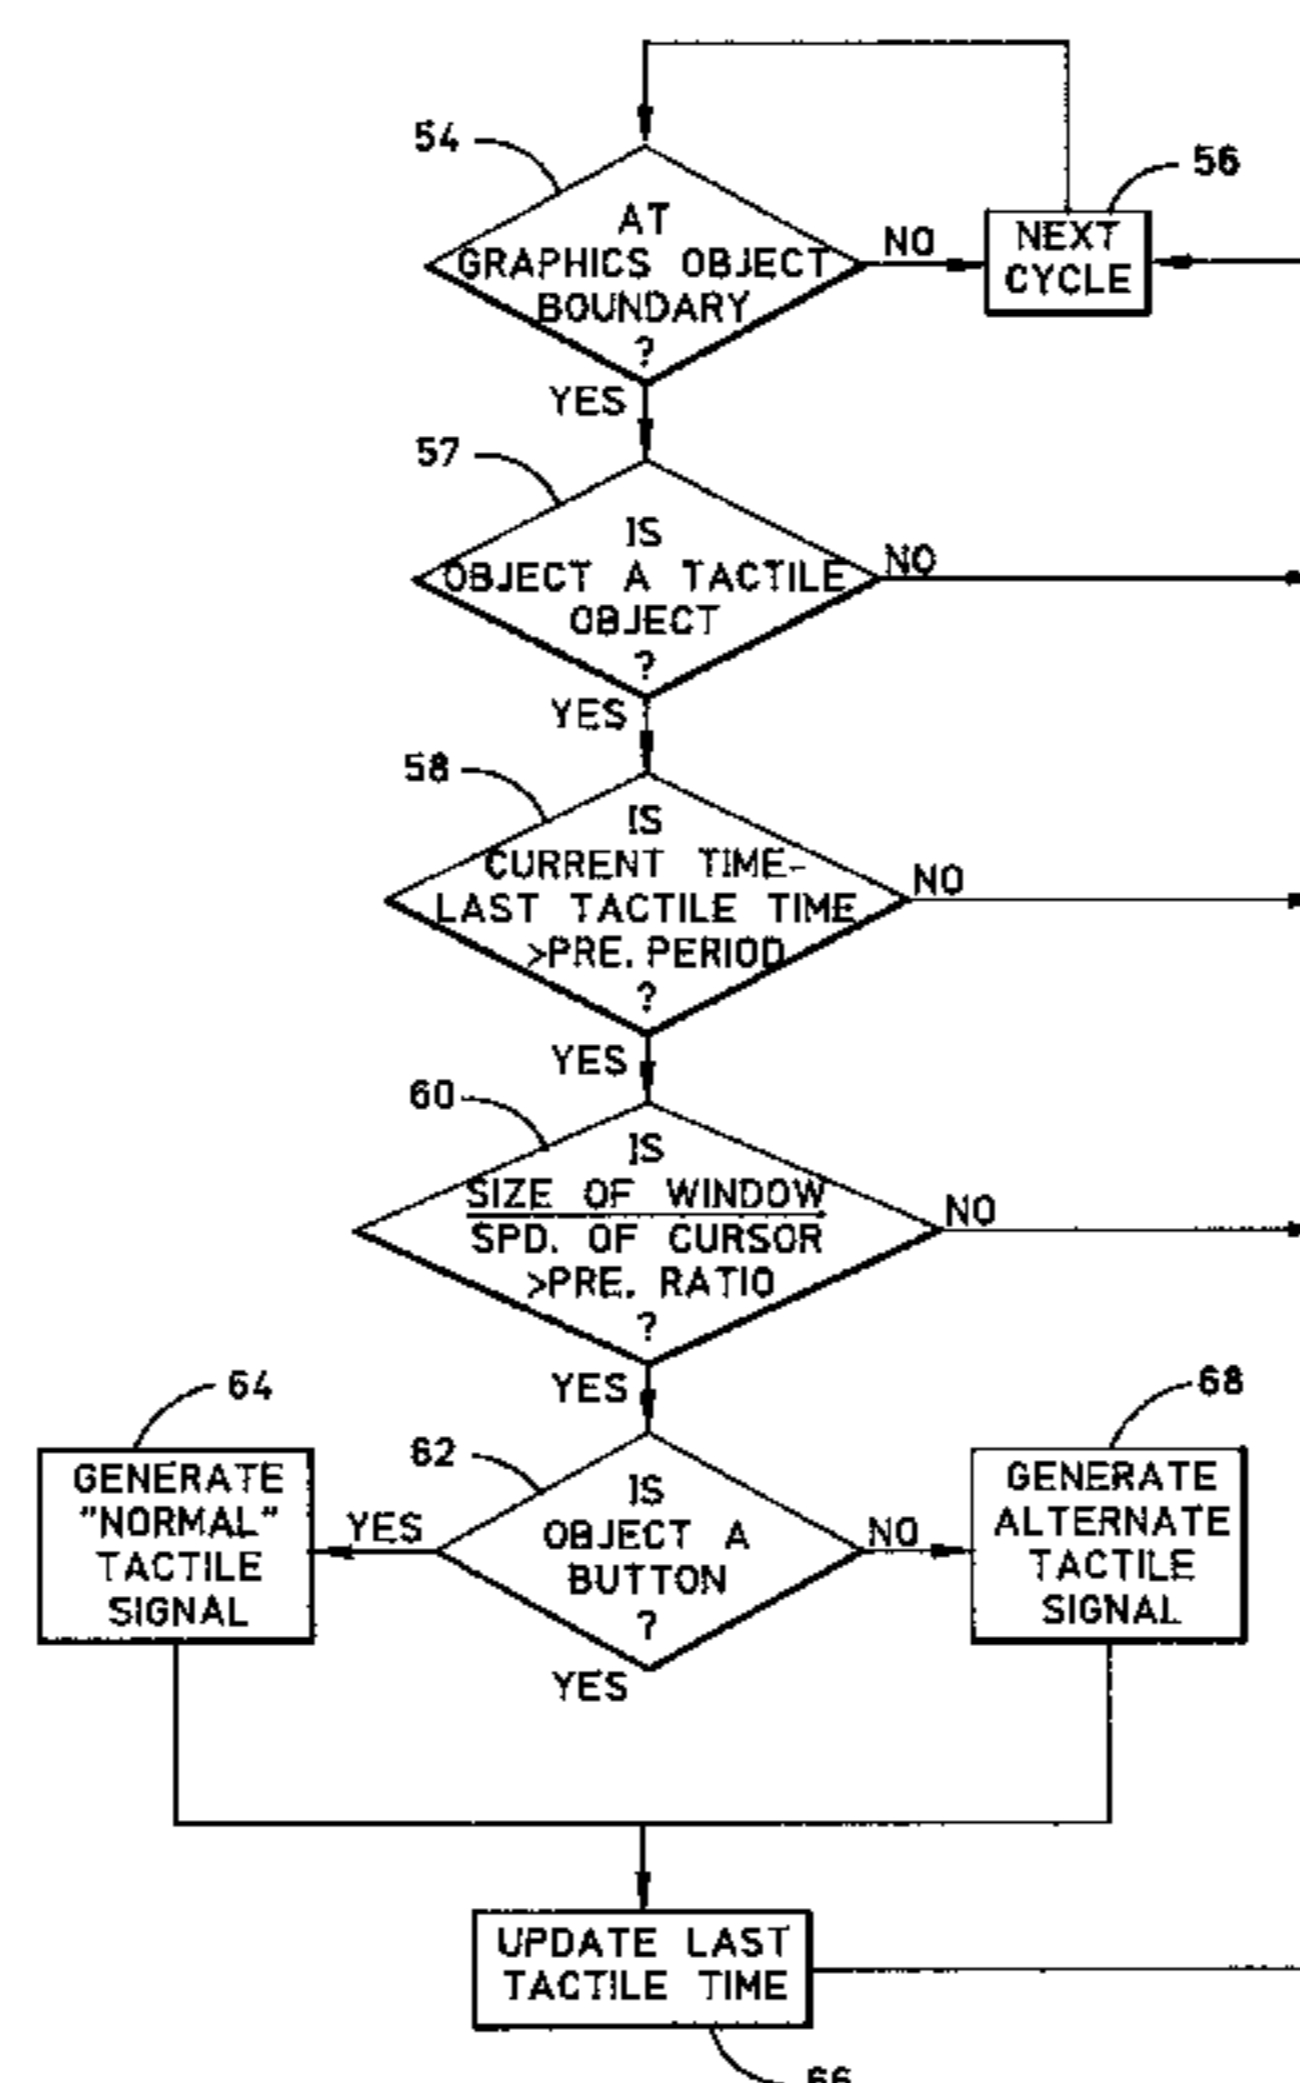 54
AT
GRAPHICS OBJECT
BOUNDARY
?
NO
56
NEXT
CYCLE
YES
57
IS
OBJECT A TACTILE
OBJECT
?
NO
YES
58
IS
CURRENT TIME-
LAST TACTILE TIME
>PRE. PERIOD
?
NO
YES
60
IS
SIZE OF WINDOW
SPD. OF CURSOR
>PRE. RATIO
?
NO
YES
64
GENERATE
"NORMAL"
TACTILE
SIGNAL
YES
62
IS
OBJECT A
BUTTON
?
YES
NO
68
GENERATE
ALTERNATE
TACTILE
SIGNAL
UPDATE LAST
TACTILE TIME
66